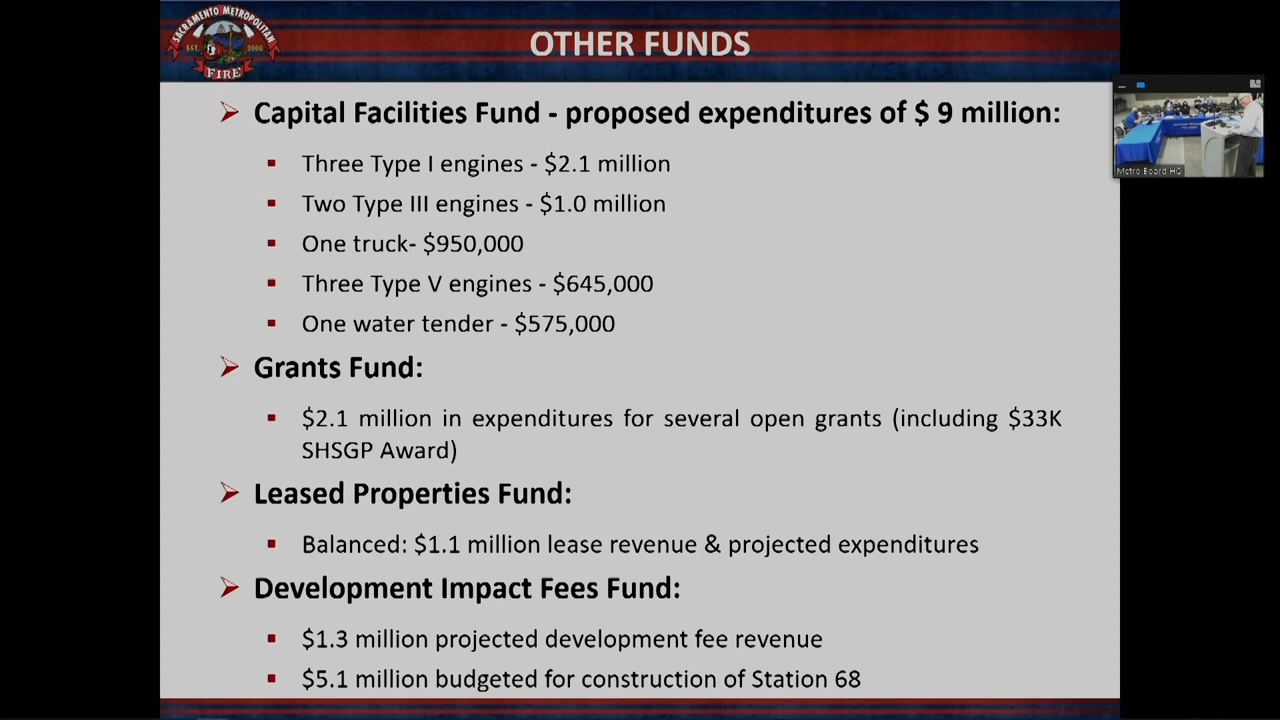 SACRAMENTO METROPOLITAN
EST. 2000
FIRE
OTHER FUNDS
Capital Facilities Fund - proposed expenditures of $ 9 million:
Three Type I engines - $2.1 million
Two Type III engines - $1.0 million
One truck- $950,000
Three Type V engines - $645,000
One water tender - $575,000
Grants Fund:
$2.1 million in expenditures for several open grants (including $33K
SHSGP Award)
Leased Properties Fund:
Balanced: $1.1 million lease revenue & projected expenditures
Development Impact Fees Fund:
$1.3 million projected development fee revenue
$5.1 million budgeted for construction of Station 68
Metro Board HQ